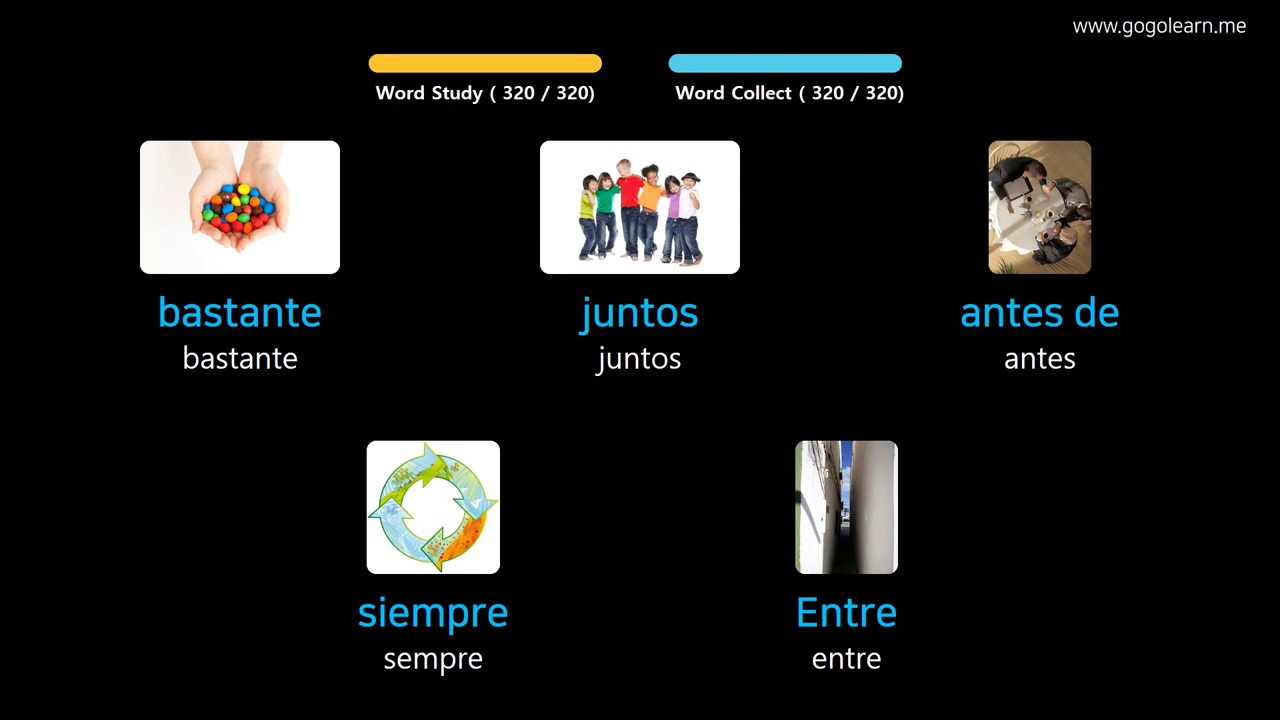 www.gogolearn.me
Word Study ( 320 / 320)
Word Collect ( 320 / 320)
bastante
bastante
juntos
juntos
antes de
antes
siempre
sempre
Entre
entre